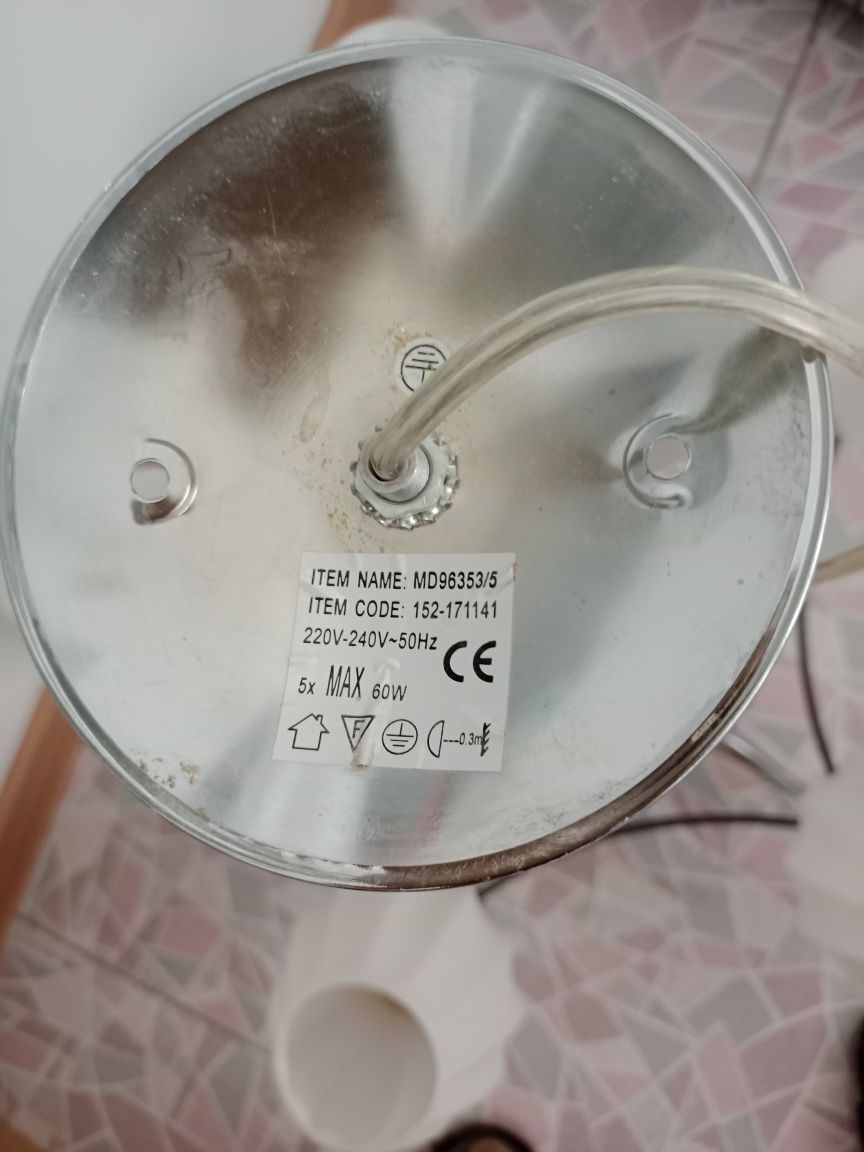 ITEM NAME: MD96353/5
ITEM CODE: 152-171141
220V-240V~50Hz
CE
5x MAX 60W
F
---0.3m